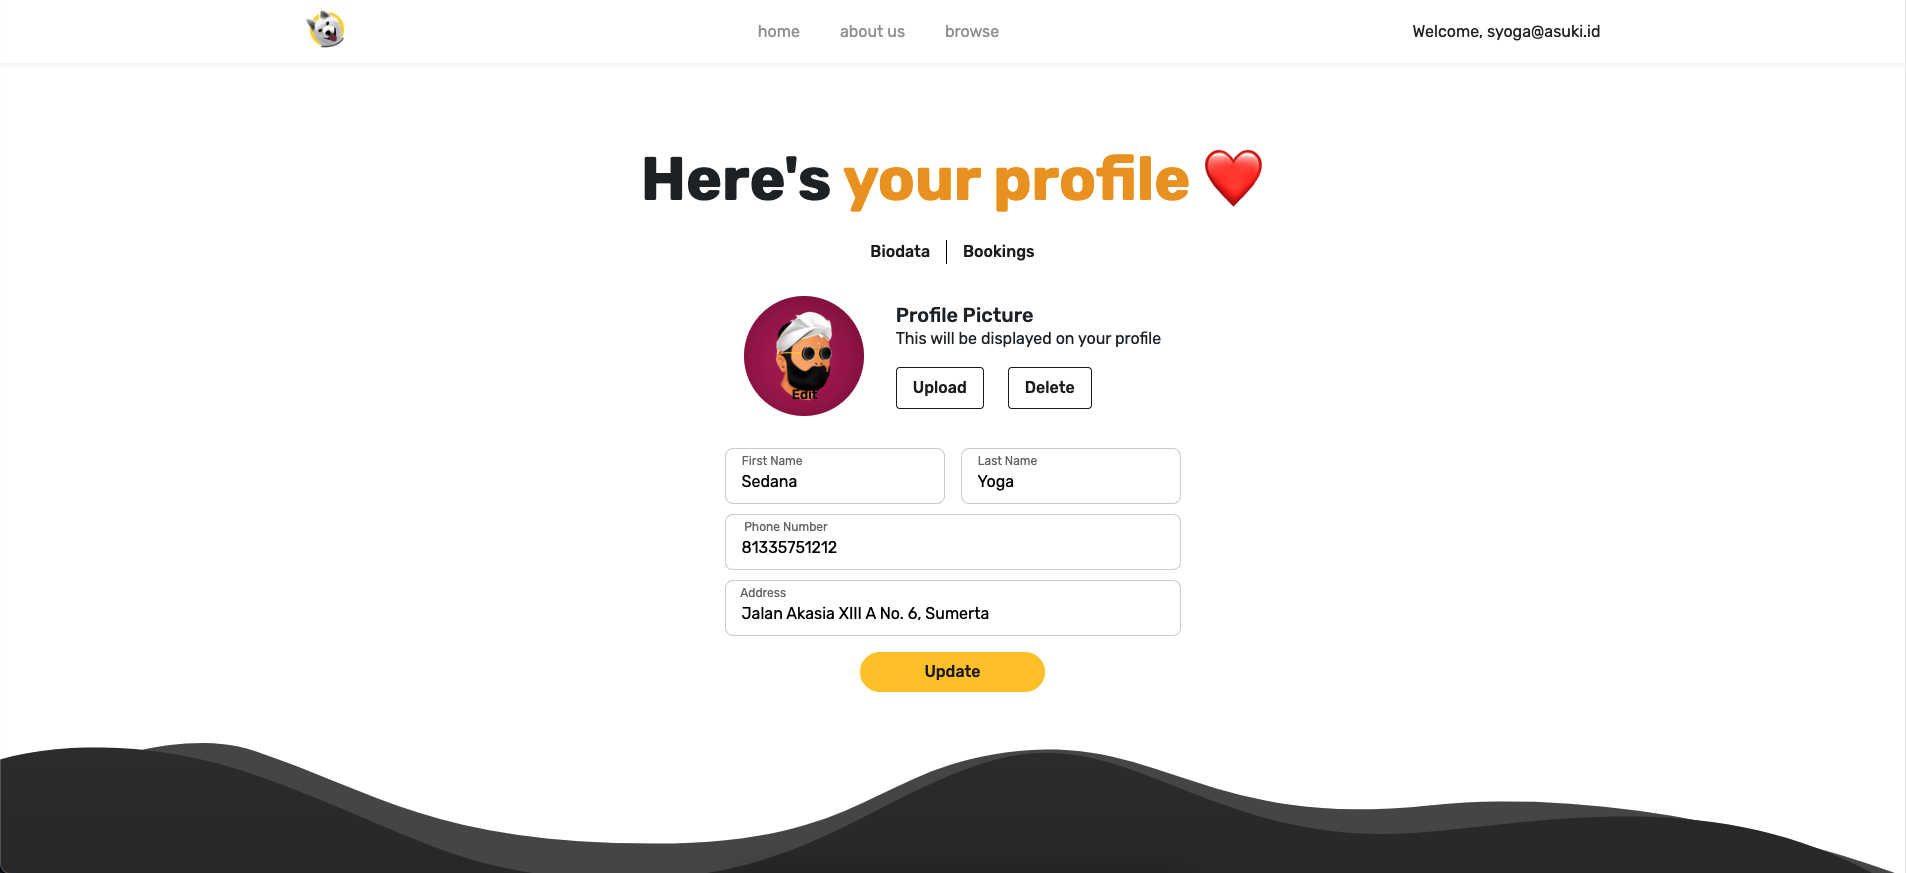 home about us browse Welcome, syoga@asuki.id
Here's your profile ❤️
Biodata Bookings
Profile Picture
This will be displayed on your profile
Edit
Upload Delete
First Name Last Name
Sedana Yoga
Phone Number
81335751212
Address
Jalan Akasia XIII A No. 6, Sumerta
Update